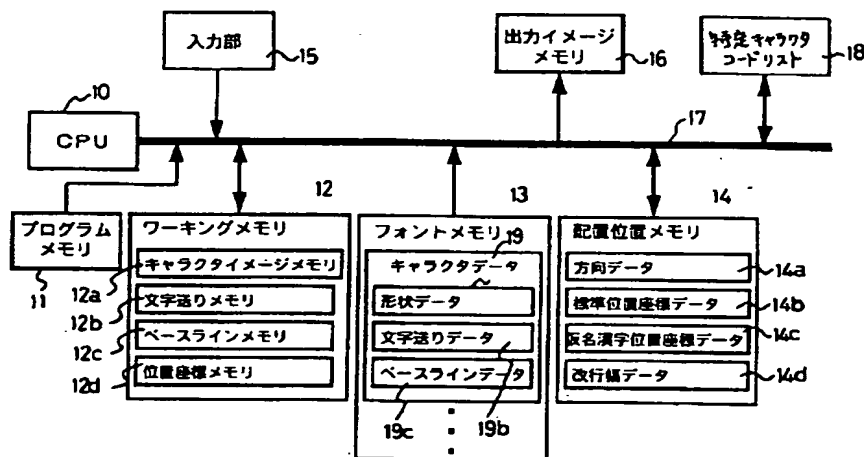 入力部
15
出力イメージ
メモリ
16
特定キャラクタ
コードリスト
18
10
CPU
17
プログラム
メモリ
11
12
ワーキングメモリ
キャラクタイメージメモリ
12a
文字送りメモリ
12b
ベースラインメモリ
12c
位置座標メモリ
12d
13
フォントメモリ
19
キャラクタデータ
形状データ
文字送りデータ
ベースラインデータ
19c
19b
14
配置位置メモリ
方向データ
14a
標準位置座標データ
14b
仮名漢字位置座標データ
14c
改行幅データ
14d